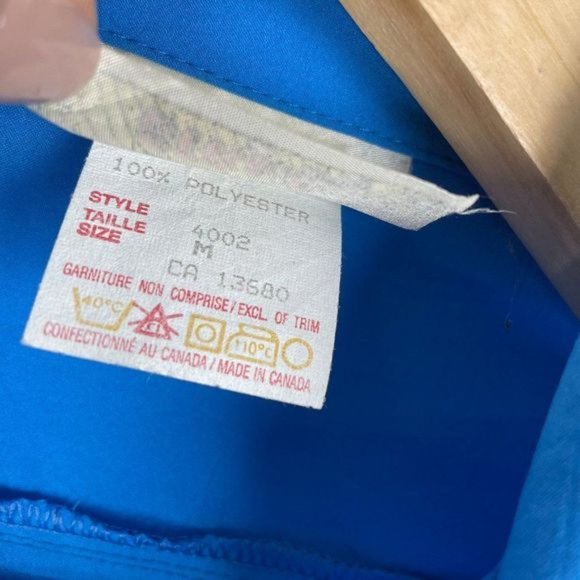 100% POLYESTER
STYLE 4002
TAILLE
SIZE M
CA 13680
GARNITURE NON COMPRISE/EXCL. OF TRIM
40°C CL 110°C
CONFECTIONNÉ AU CANADA / MADE IN CANADA